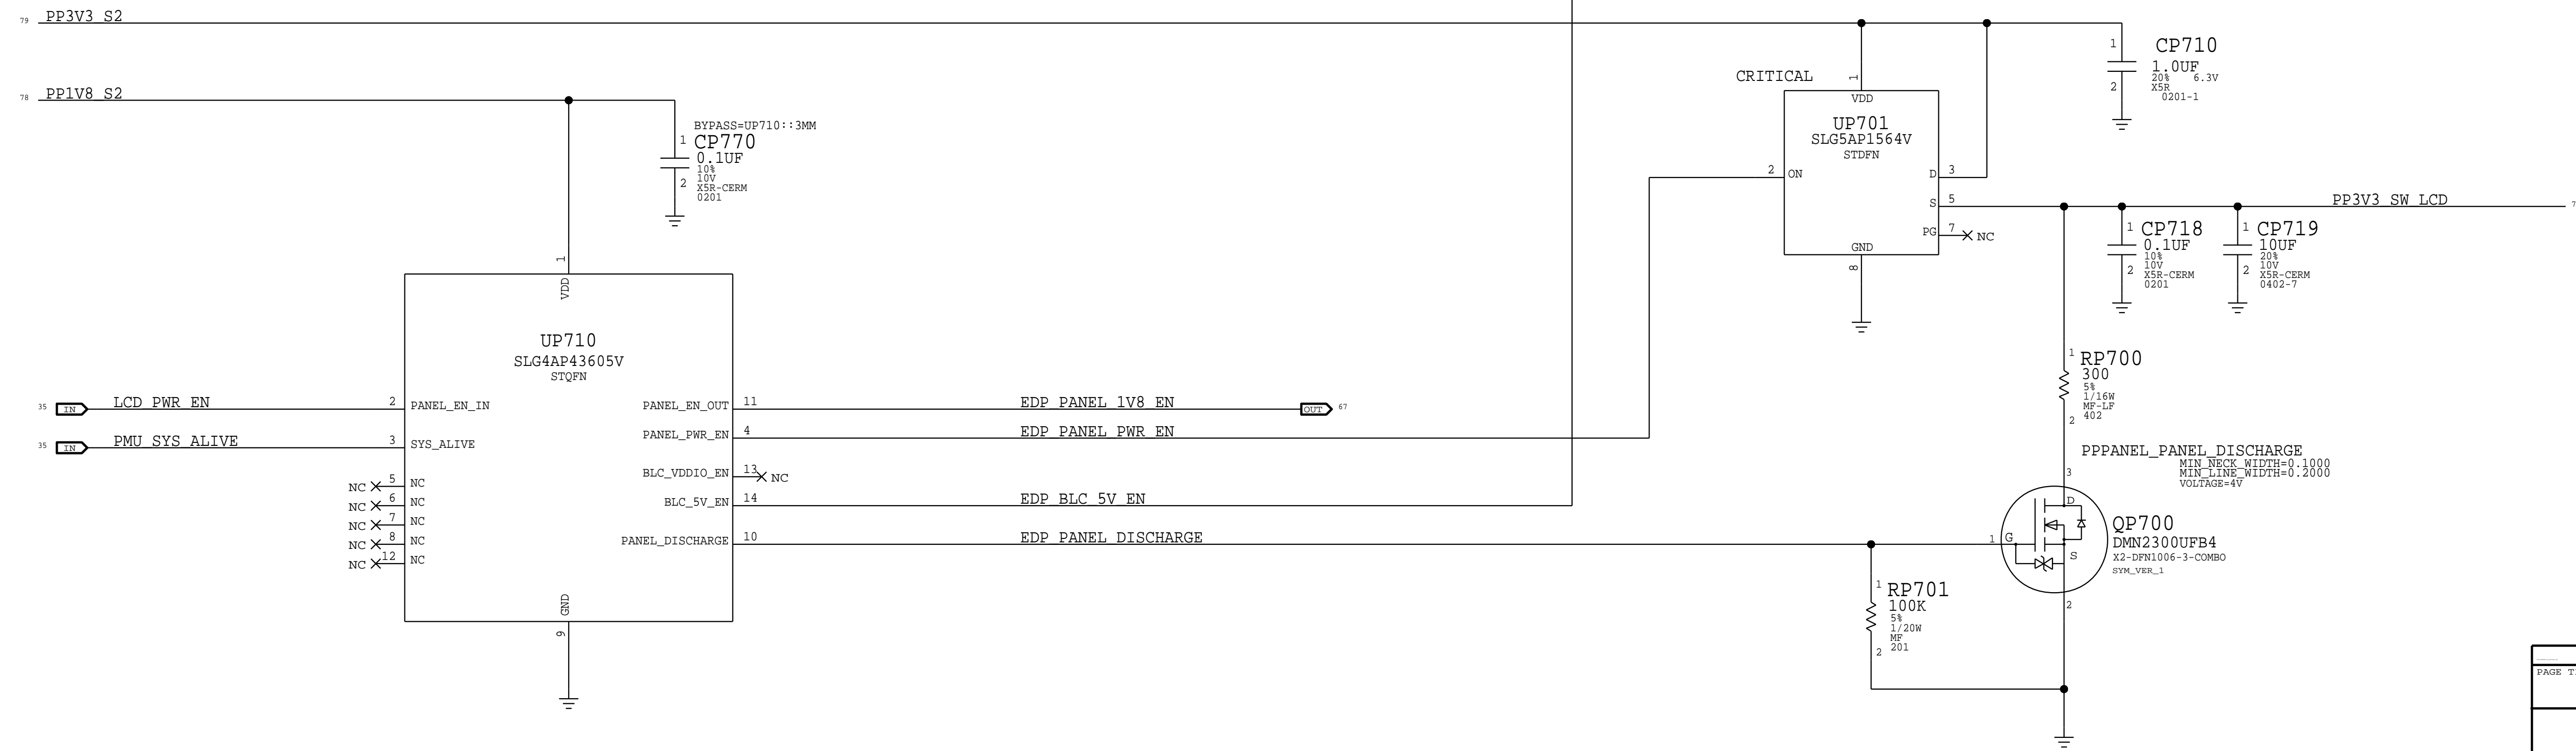 79 PP3V3_S2
78 PP1V8_S2
BYPASS=UP710::3MM
1 CP770
0.1UF
10%
10V
X5R-CERM
2 0201
CRITICAL
1
VDD
UP701
SLG5AP1564V
STDFN
2 ON
D 3
S 5
PG 7 NC
GND
8
1 CP710
1.0UF
20% 6.3V
2 X5R
0201-1
PP3V3_SW_LCD 7
1 CP718
0.1UF
10%
10V
2 X5R-CERM
0201
1 CP719
10UF
20%
10V
2 X5R-CERM
0402-7
1
VDD
UP710
SLG4AP43605V
STQFN
35 IN LCD_PWR_EN 2 PANEL_EN_IN
35 IN PMU_SYS_ALIVE 3 SYS_ALIVE
NC 5 NC
NC 6 NC
NC 7 NC
NC 8 NC
NC 12 NC
PANEL_EN_OUT 11 EDP_PANEL_1V8_EN OUT 67
PANEL_PWR_EN 4 EDP_PANEL_PWR_EN
BLC_VDDIO_EN 13 NC
BLC_5V_EN 14 EDP_BLC_5V_EN
PANEL_DISCHARGE 10 EDP_PANEL_DISCHARGE
GND
9
1 RP700
300
5%
1/16W
MF-LF
2 402
PPPANEL_PANEL_DISCHARGE
MIN_NECK_WIDTH=0.1000
MIN_LINE_WIDTH=0.2000
VOLTAGE=4V
3
D
1 G
S
2
QP700
DMN2300UFB4
X2-DFN1006-3-COMBO
SYM_VER_1
1 RP701
100K
5%
1/20W
MF
2 201
PAGE T